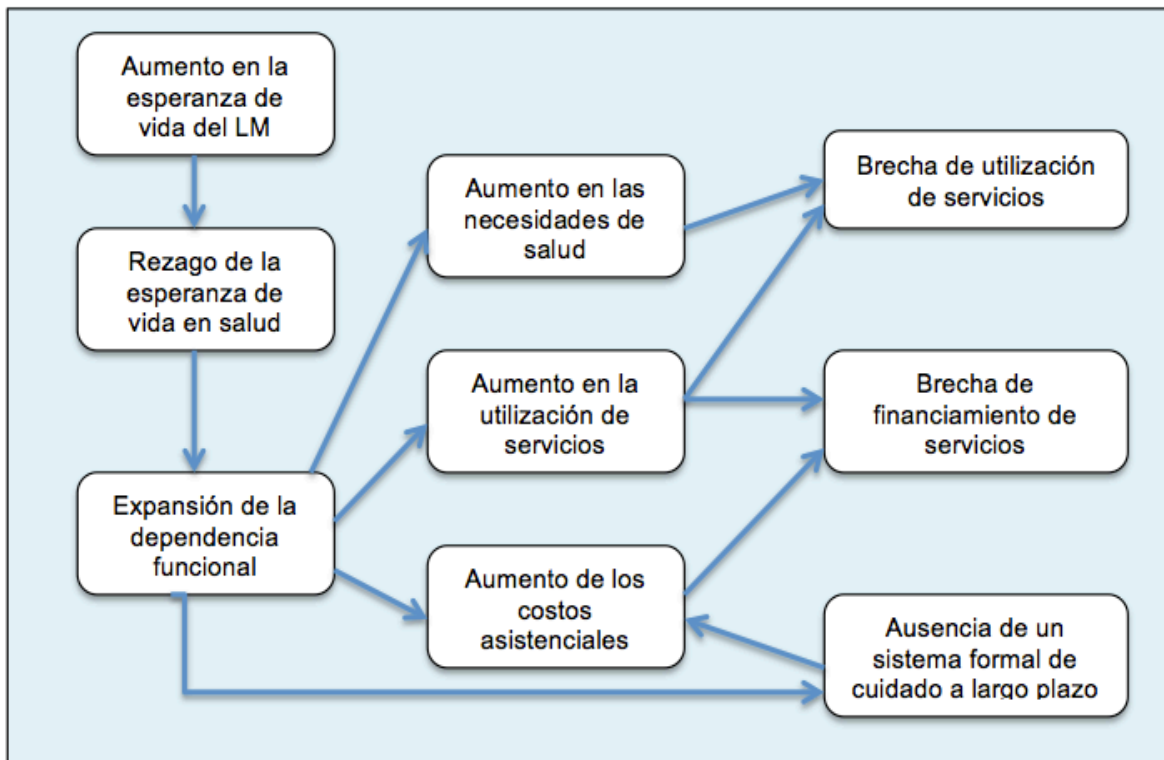 Aumento en la
esperanza de
vida del LM
Rezago de la
esperanza de
vida en salud
Expansión de la
dependencia
funcional
Aumento en las
necesidades de
salud
Aumento en la
utilización de
servicios
Aumento de los
costos
asistenciales
Brecha de utilización
de servicios
Brecha de
financiamiento de
servicios
Ausencia de un
sistema formal de
cuidado a largo plazo